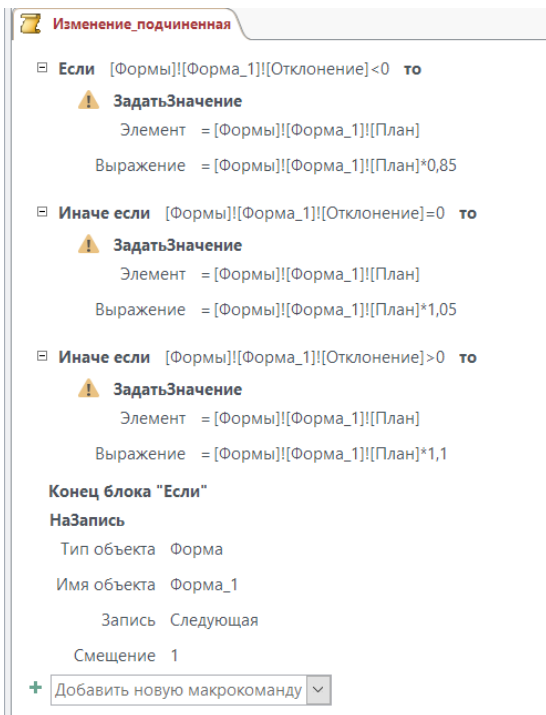 Изменение_подчиненная
Если [Формы]![Форма_1]![Отклонение]<0 то
ЗадатьЗначение
Элемент =[Формы]![Форма_1]![План]
Выражение =[Формы]![Форма_1]![План]*0,85
Иначе если [Формы]![Форма_1]![Отклонение]=0 то
ЗадатьЗначение
Элемент =[Формы]![Форма_1]![План]
Выражение =[Формы]![Форма_1]![План]*1,05
Иначе если [Формы]![Форма_1]![Отклонение]>0 то
ЗадатьЗначение
Элемент =[Формы]![Форма_1]![План]
Выражение =[Формы]![Форма_1]![План]*1,1
Конец блока "Если"
НаЗапись
Тип объекта Форма
Имя объекта Форма_1
Запись Следующая
Смещение 1
Добавить новую макрокоманду